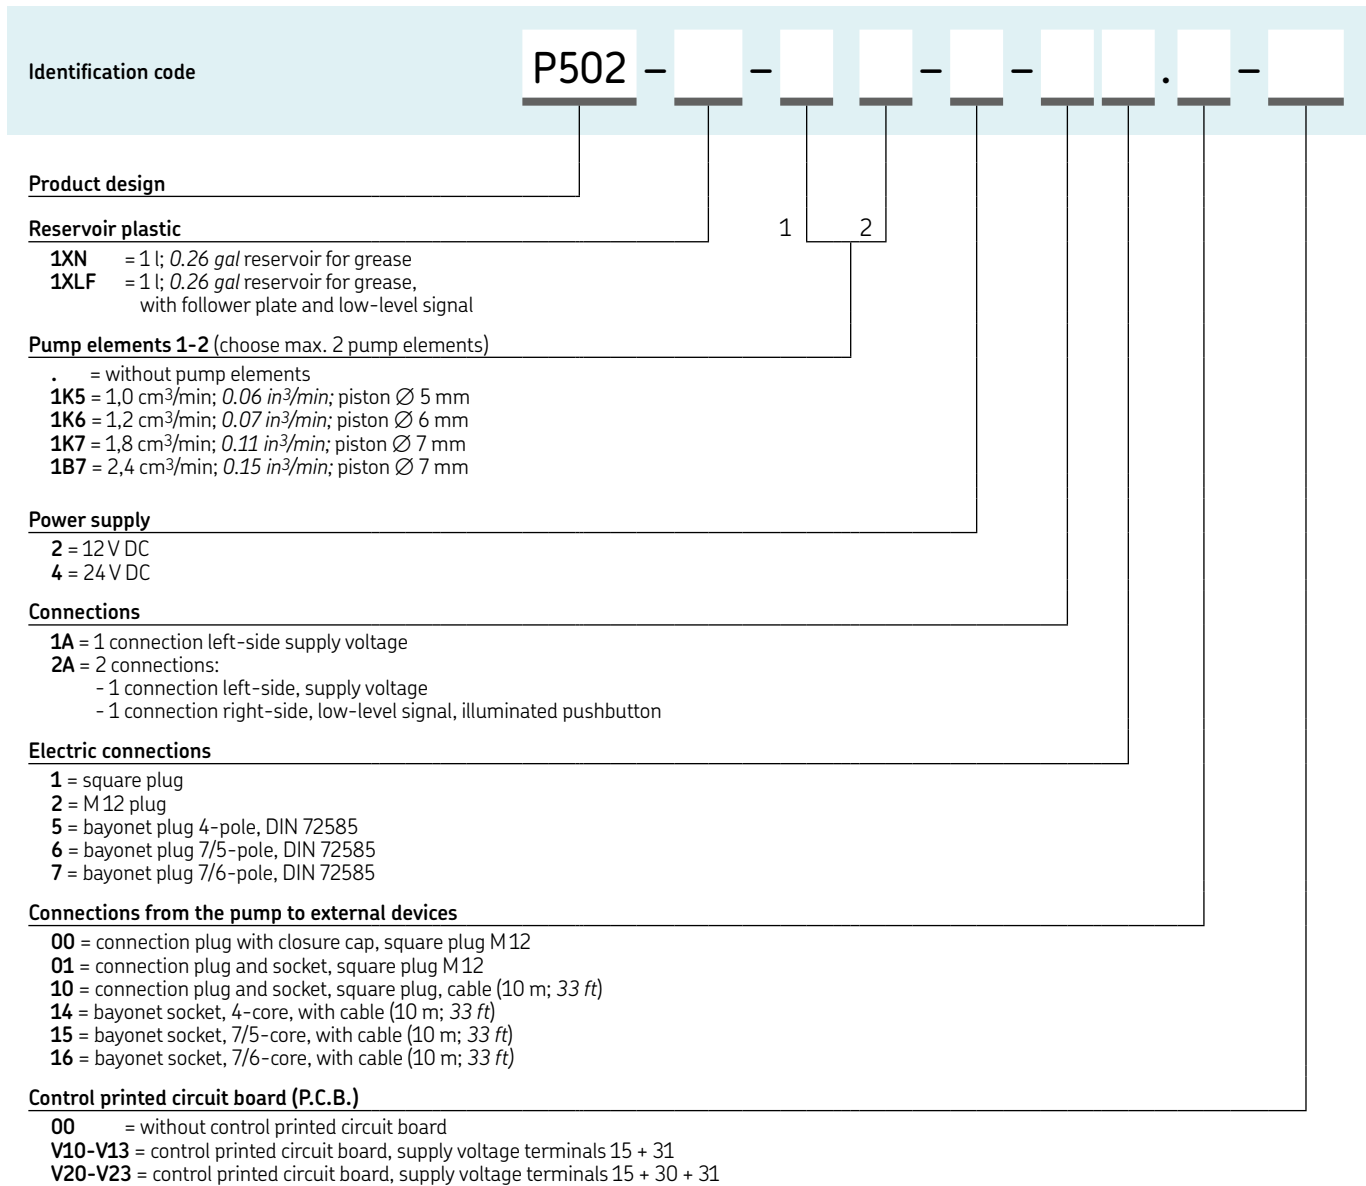 Identification code P502 – – – – . –
Product design
Reservoir plastic 1 2
1XN = 1 l; 0.26 gal reservoir for grease
1XLF = 1 l; 0.26 gal reservoir for grease,
with follower plate and low-level signal
Pump elements 1-2 (choose max. 2 pump elements)
. = without pump elements
1K5 = 1,0 cm³/min; 0.06 in³/min; piston ∅ 5 mm
1K6 = 1,2 cm³/min; 0.07 in³/min; piston ∅ 6 mm
1K7 = 1,8 cm³/min; 0.11 in³/min; piston ∅ 7 mm
1B7 = 2,4 cm³/min; 0.15 in³/min; piston ∅ 7 mm
Power supply
2 = 12 V DC
4 = 24 V DC
Connections
1A = 1 connection left-side supply voltage
2A = 2 connections:
- 1 connection left-side, supply voltage
- 1 connection right-side, low-level signal, illuminated pushbutton
Electric connections
1 = square plug
2 = M 12 plug
5 = bayonet plug 4-pole, DIN 72585
6 = bayonet plug 7/5-pole, DIN 72585
7 = bayonet plug 7/6-pole, DIN 72585
Connections from the pump to external devices
00 = connection plug with closure cap, square plug M 12
01 = connection plug and socket, square plug M 12
10 = connection plug and socket, square plug, cable (10 m; 33 ft)
14 = bayonet socket, 4-core, with cable (10 m; 33 ft)
15 = bayonet socket, 7/5-core, with cable (10 m; 33 ft)
16 = bayonet socket, 7/6-core, with cable (10 m; 33 ft)
Control printed circuit board (P.C.B.)
00 = without control printed circuit board
V10-V13 = control printed circuit board, supply voltage terminals 15 + 31
V20-V23 = control printed circuit board, supply voltage terminals 15 + 30 + 31